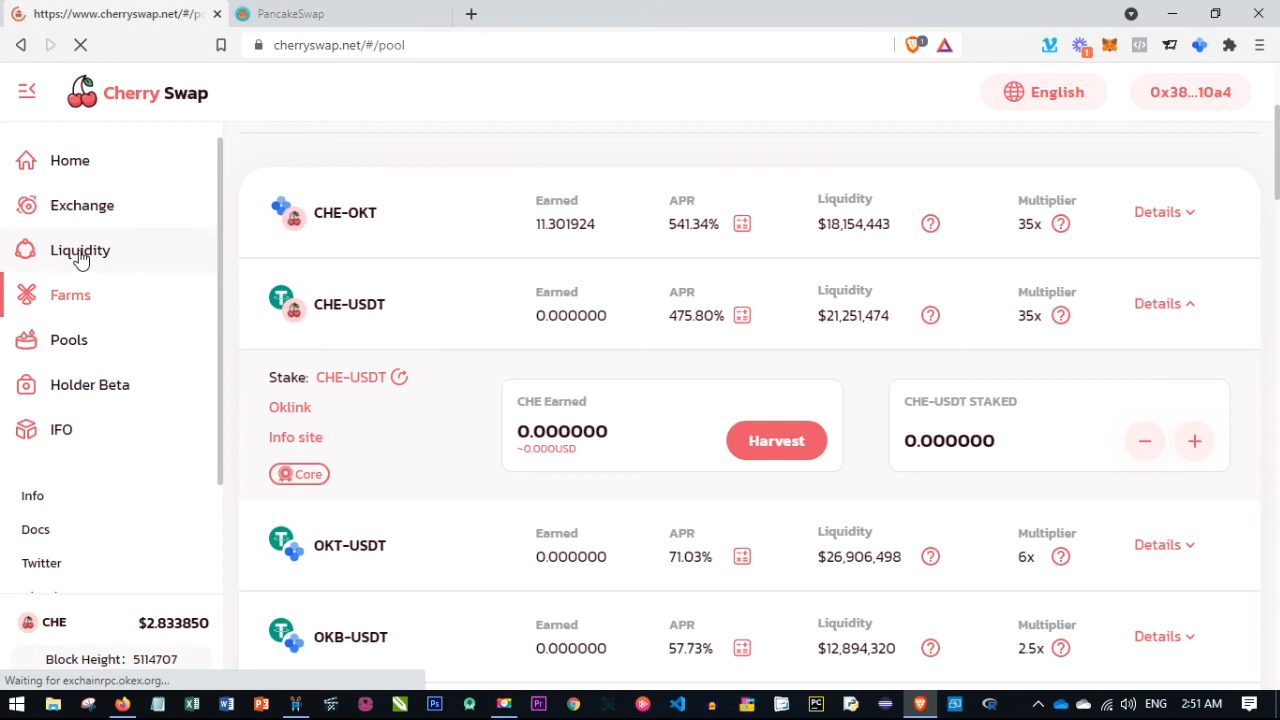 https://www.cherryswap.net/#/po
PancakeSwap
cherryswap.net/#/pool
1
1
Cherry Swap
English
0x38...10a4
Home
Exchange
Liquidity
Farms
Pools
Holder Beta
IFO
Info
Docs
Twitter
CHE $2.833850
Block Height: 5114707
Waiting for exchainrpc.okex.org...
CHE-OKT
Earned
11.301924
APR
541.34%
Liquidity
$18,154,443
Multiplier
35x
Details
CHE-USDT
Earned
0.000000
APR
475.80%
Liquidity
$21,251,474
Multiplier
35x
Details
Stake: CHE-USDT
Oklink
Info site
Core
CHE Earned
0.000000
~0.000USD
Harvest
CHE-USDT STAKED
0.000000
OKT-USDT
Earned
0.000000
APR
71.03%
Liquidity
$26,906,498
Multiplier
6x
Details
OKB-USDT
Earned
0.000000
APR
57.73%
Liquidity
$12,894,320
Multiplier
2.5x
Details
ENG
2:51 AM